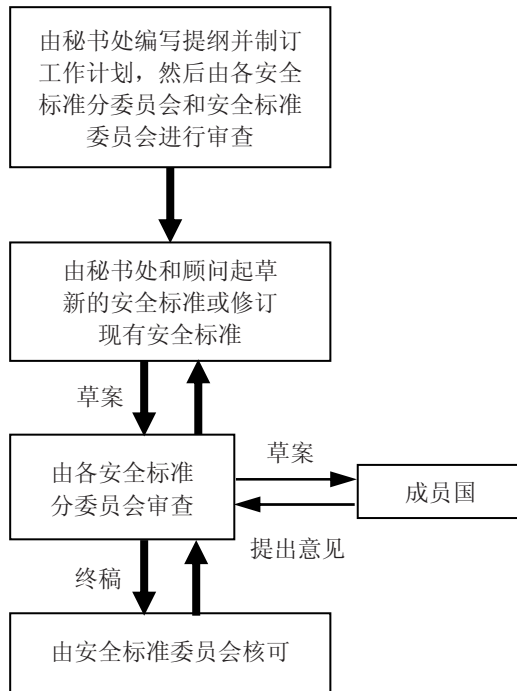 由秘书处编写提纲并制订
工作计划，然后由各安全
标准分委员会和安全标准
委员会进行审查
由秘书处和顾问起草
新的安全标准或修订
现有安全标准
草案
由各安全标准
分委员会审查
草案
成员国
提出意见
终稿
由安全标准委员会核可